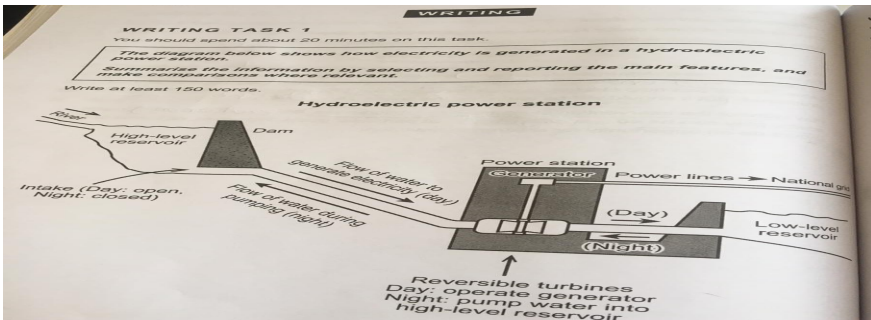 WRITING
WRITING TASK 1
You should spend about 20 minutes on this task.
The diagram below shows how electricity is generated in a hydroelectric
power station.
Summarise the information by selecting and reporting the main features, and
make comparisons where relevant.
Write at least 150 words.
Hydroelectric power station
River
High-level
reservoir
Dam
Intake (Day: open,
Night: closed)
Flow of water to
generate electricity
(day)
Flow of water during
pumping (night)
Power station
Generator
Power lines
National grid
(Day)
(Night)
Low-level
reservoir
Reversible turbines
Day: operate generator
Night: pump water into
high-level reservoir